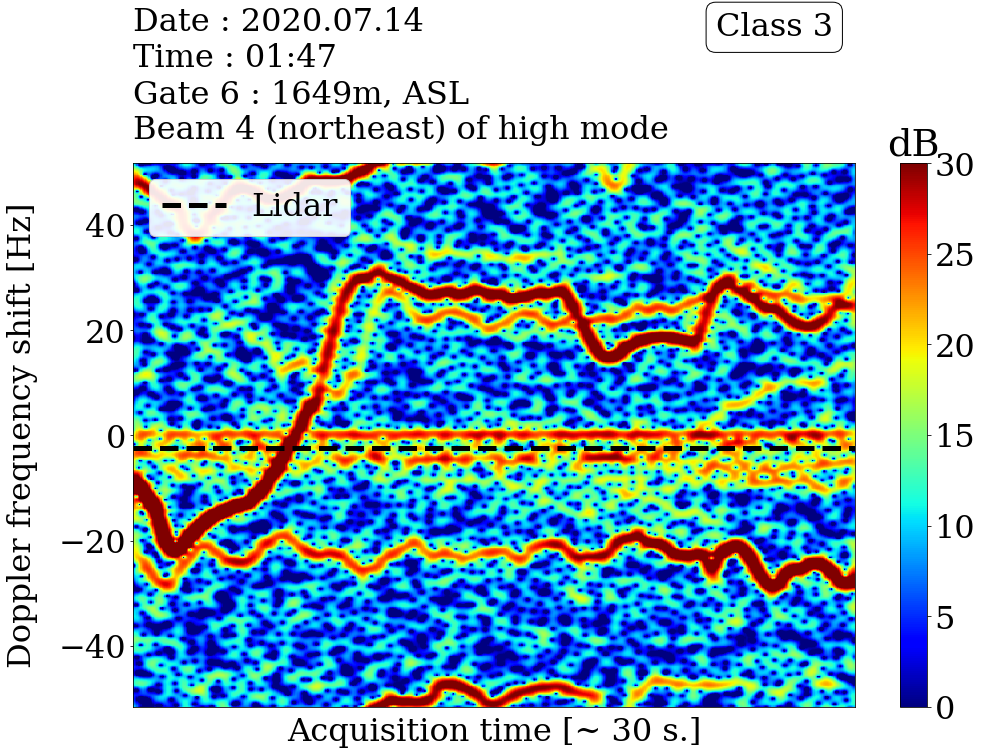 Date : 2020.07.14
Time : 01:47
Gate 6 : 1649m, ASL
Beam 4 (northeast) of high mode
Class 3
dB
Lidar
Doppler frequency shift [Hz]
40
20
0
−20
−40
30
25
20
15
10
5
0
Acquisition time [~ 30 s.]